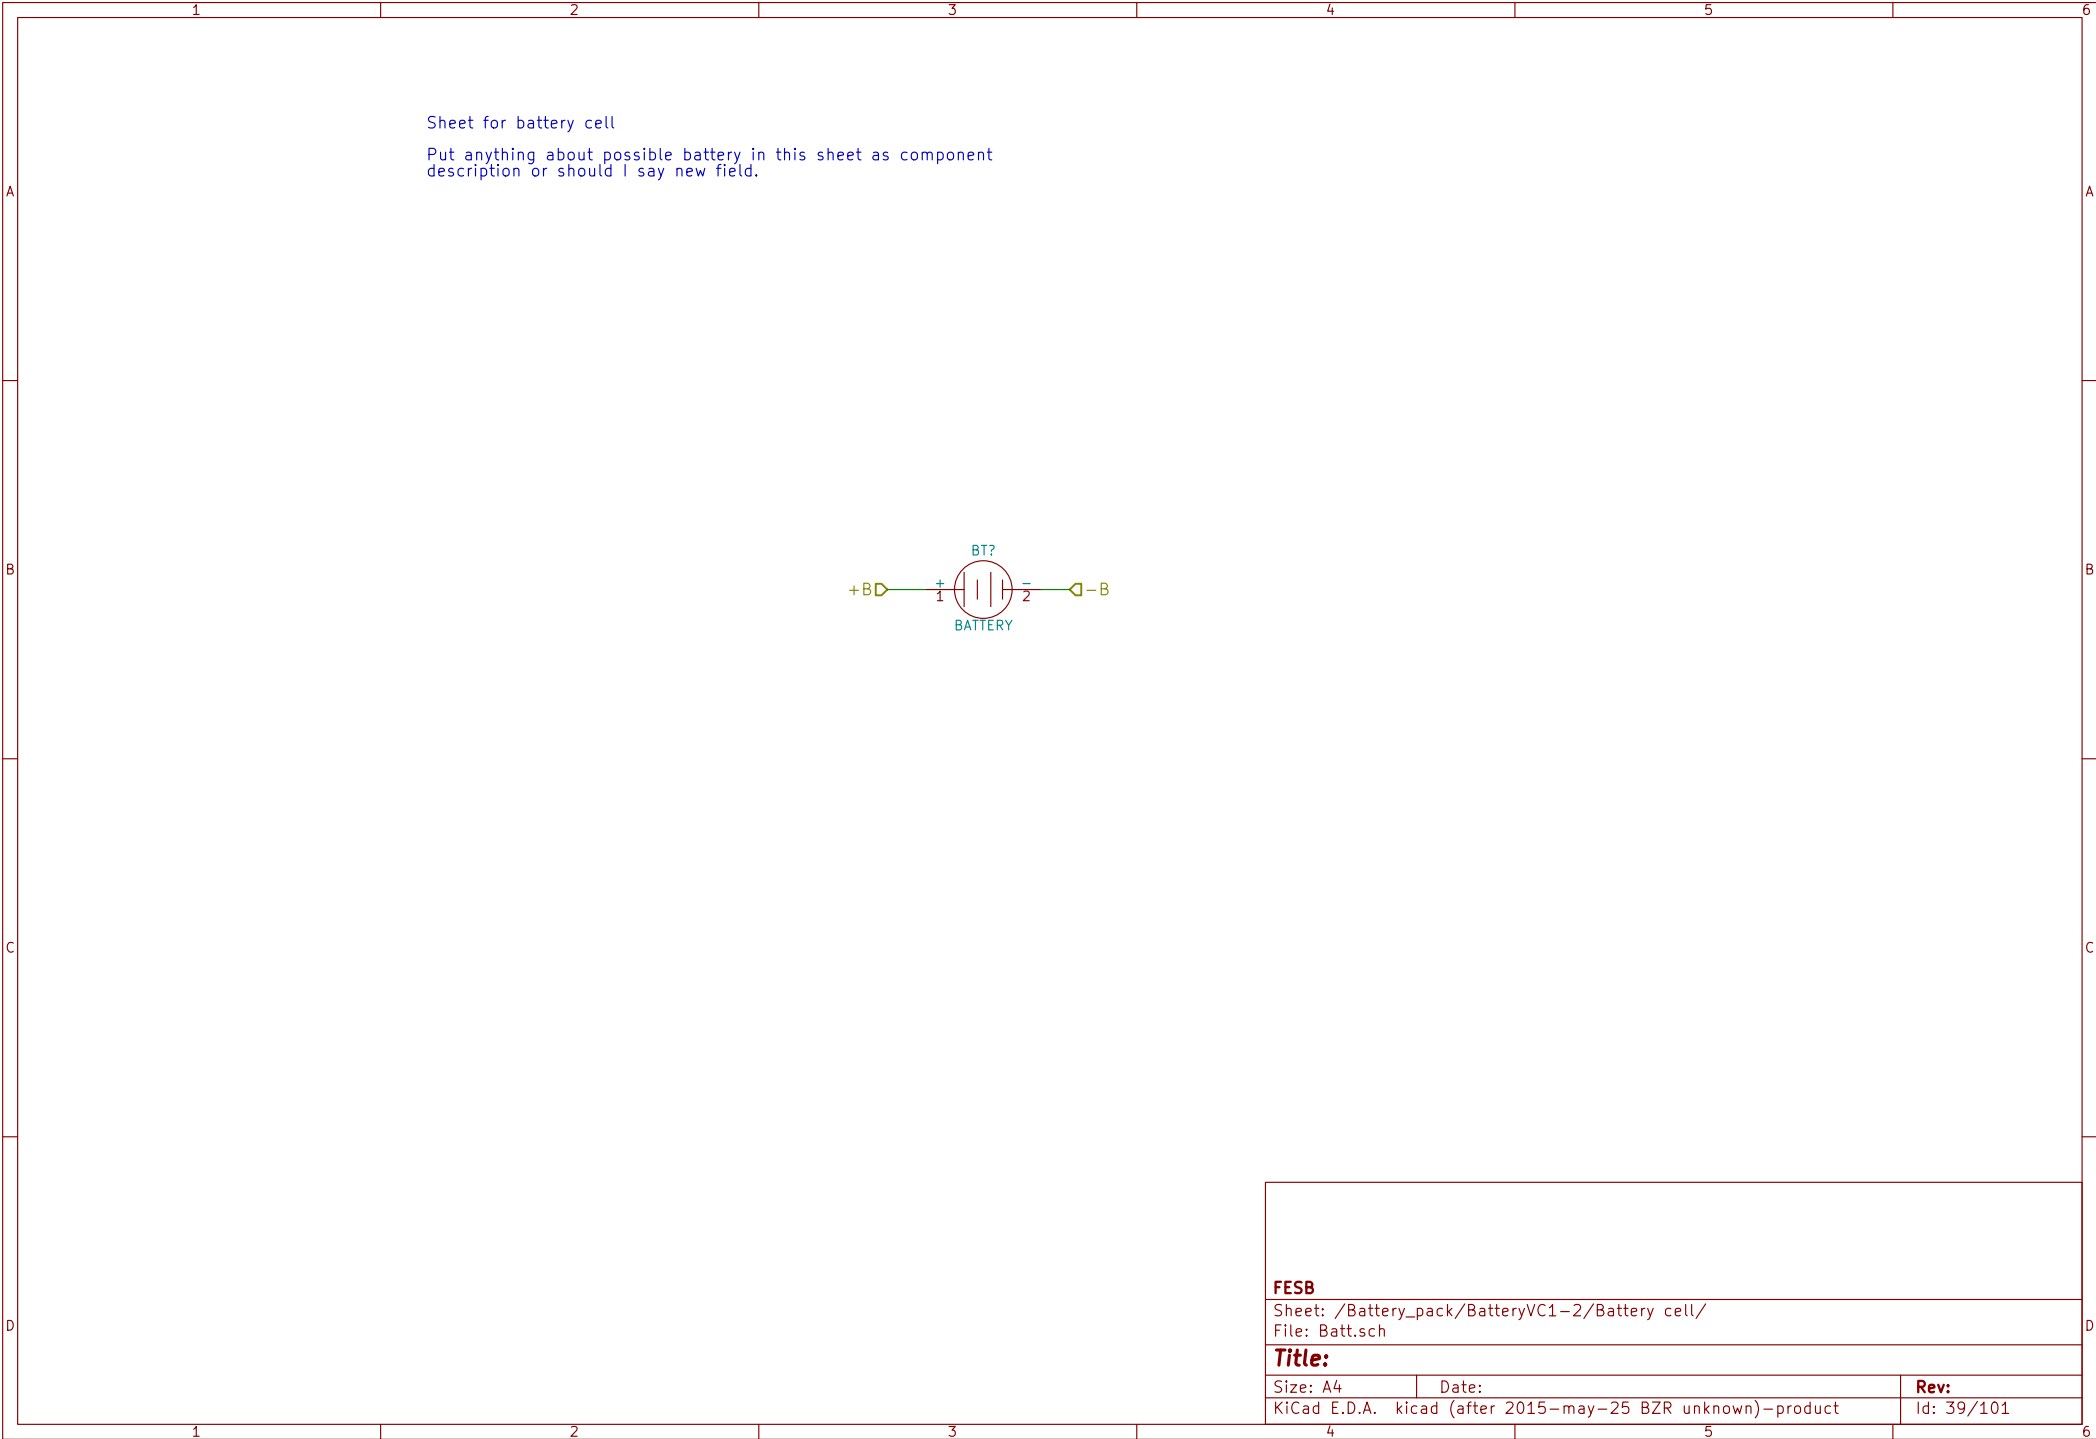 1 2 3 4 5 6
Sheet for battery cell
Put anything about possible battery in this sheet as component
description or should I say new field.
A A
BT?
B B
+B + - -B
1 2
BATTERY
C C
FESB
Sheet: /Battery_pack/BatteryVC1-2/Battery cell/
File: Batt.sch
D D
Title:
Size: A4 Date: Rev:
KiCad E.D.A. kicad (after 2015-may-25 BZR unknown)-product Id: 39/101
1 2 3 4 5 6